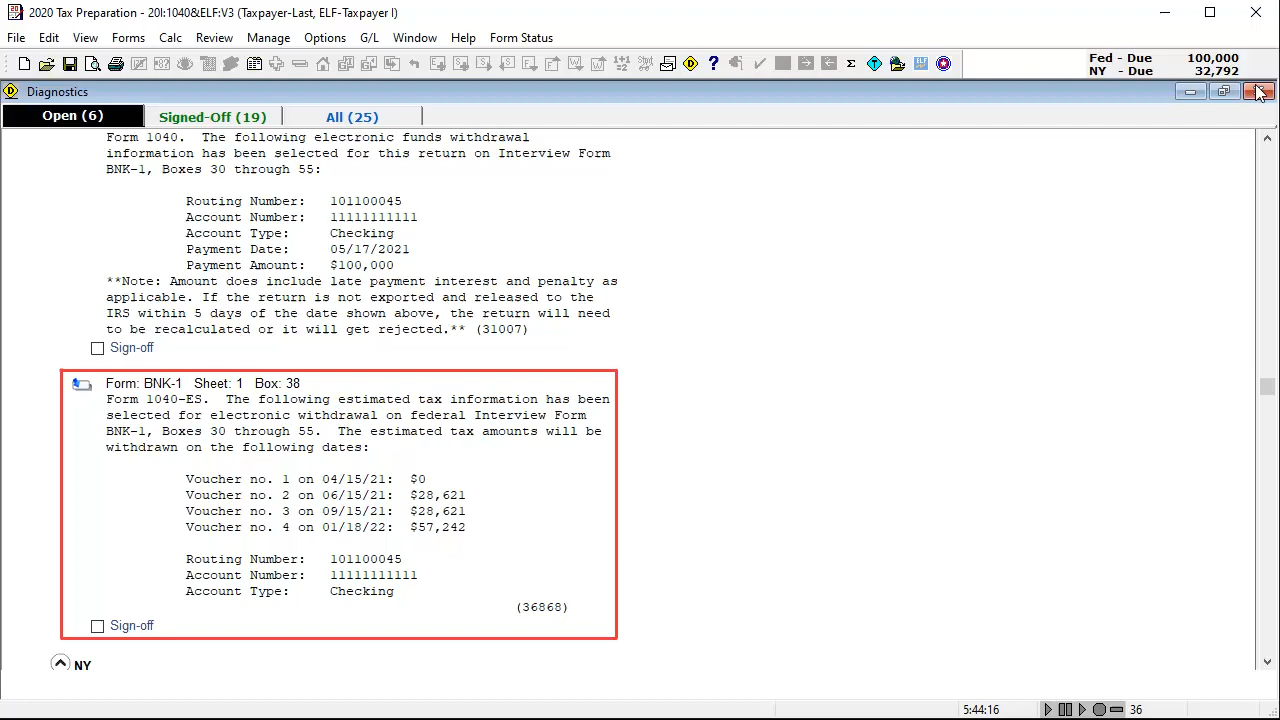 2020 Tax Preparation - 20I:1040&ELF:V3 (Taxpayer-Last, ELF-Taxpayer I)
File Edit View Forms Calc Review Manage Options G/L Window Help Form Status
Fed - Due 100,000
NY - Due 32,792
Diagnostics
Open (6) Signed-Off (19) All (25)
Form 1040. The following electronic funds withdrawal
information has been selected for this return on Interview Form
BNK-1, Boxes 30 through 55:
Routing Number: 101100045
Account Number: 11111111111
Account Type: Checking
Payment Date: 05/17/2021
Payment Amount: $100,000
**Note: Amount does include late payment interest and penalty as
applicable. If the return is not exported and released to the
IRS within 5 days of the date shown above, the return will need
to be recalculated or it will get rejected.** (31007)
Sign-off
Form: BNK-1 Sheet: 1 Box: 38
Form 1040-ES. The following estimated tax information has been
selected for electronic withdrawal on federal Interview Form
BNK-1, Boxes 30 through 55. The estimated tax amounts will be
withdrawn on the following dates:
Voucher no. 1 on 04/15/21: $0
Voucher no. 2 on 06/15/21: $28,621
Voucher no. 3 on 09/15/21: $28,621
Voucher no. 4 on 01/18/22: $57,242
Routing Number: 101100045
Account Number: 11111111111
Account Type: Checking
(36868)
Sign-off
NY
5:44:16 36